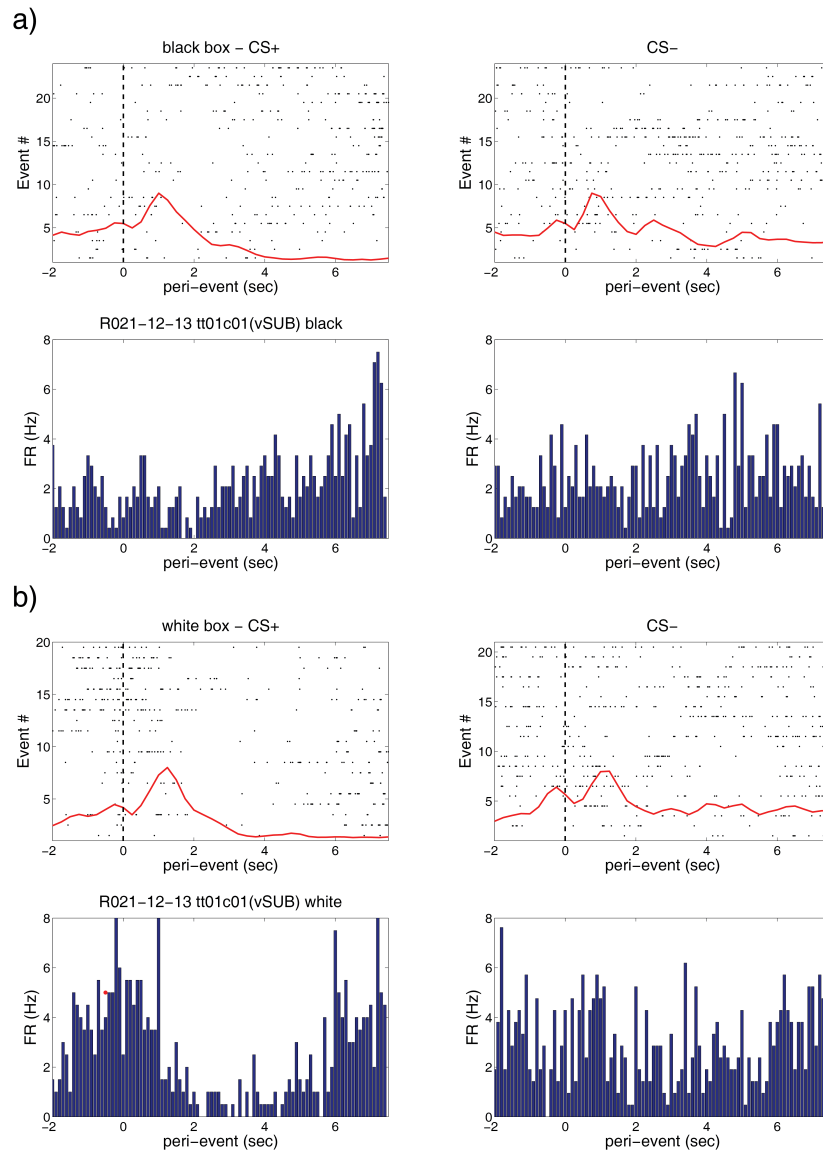 a)
black box − CS+
CS−
Event #
20
15
10
5
−2 0 2 4 6
peri−event (sec)
Event #
20
15
10
5
−2 0 2 4 6
peri−event (sec)
R021−12−13 tt01c01(vSUB) black
FR (Hz)
8
6
4
2
0
−2 0 2 4 6
peri−event (sec)
FR (Hz)
8
6
4
2
0
−2 0 2 4 6
peri−event (sec)
b)
white box − CS+
CS−
Event #
20
15
10
5
−2 0 2 4 6
peri−event (sec)
Event #
20
15
10
5
−2 0 2 4 6
peri−event (sec)
R021−12−13 tt01c01(vSUB) white
FR (Hz)
8
6
4
2
0
−2 0 2 4 6
peri−event (sec)
FR (Hz)
8
6
4
2
0
−2 0 2 4 6
peri−event (sec)